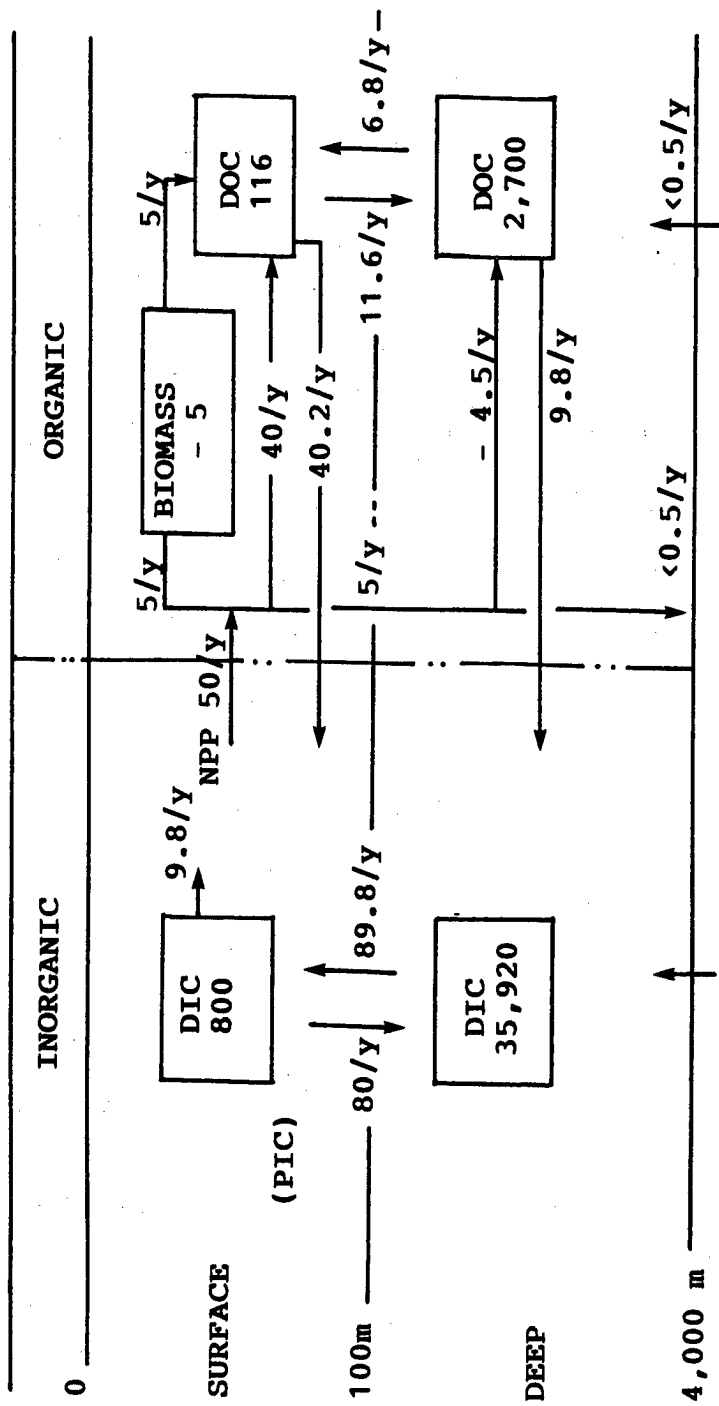 INORGANIC
ORGANIC
0
SURFACE
(PIC)
DIC
800
9.8/y
NPP 50/y
5/y
BIOMASS
- 5
5/y
DOC
116
40/y
40.2/y
100m
80/y
89.8/y
5/y
11.6/y
6.8/y
DEEP
DIC
35,920
- 4.5/y
9.8/y
DOC
2,700
<0.5/y
<0.5/y
4,000 m